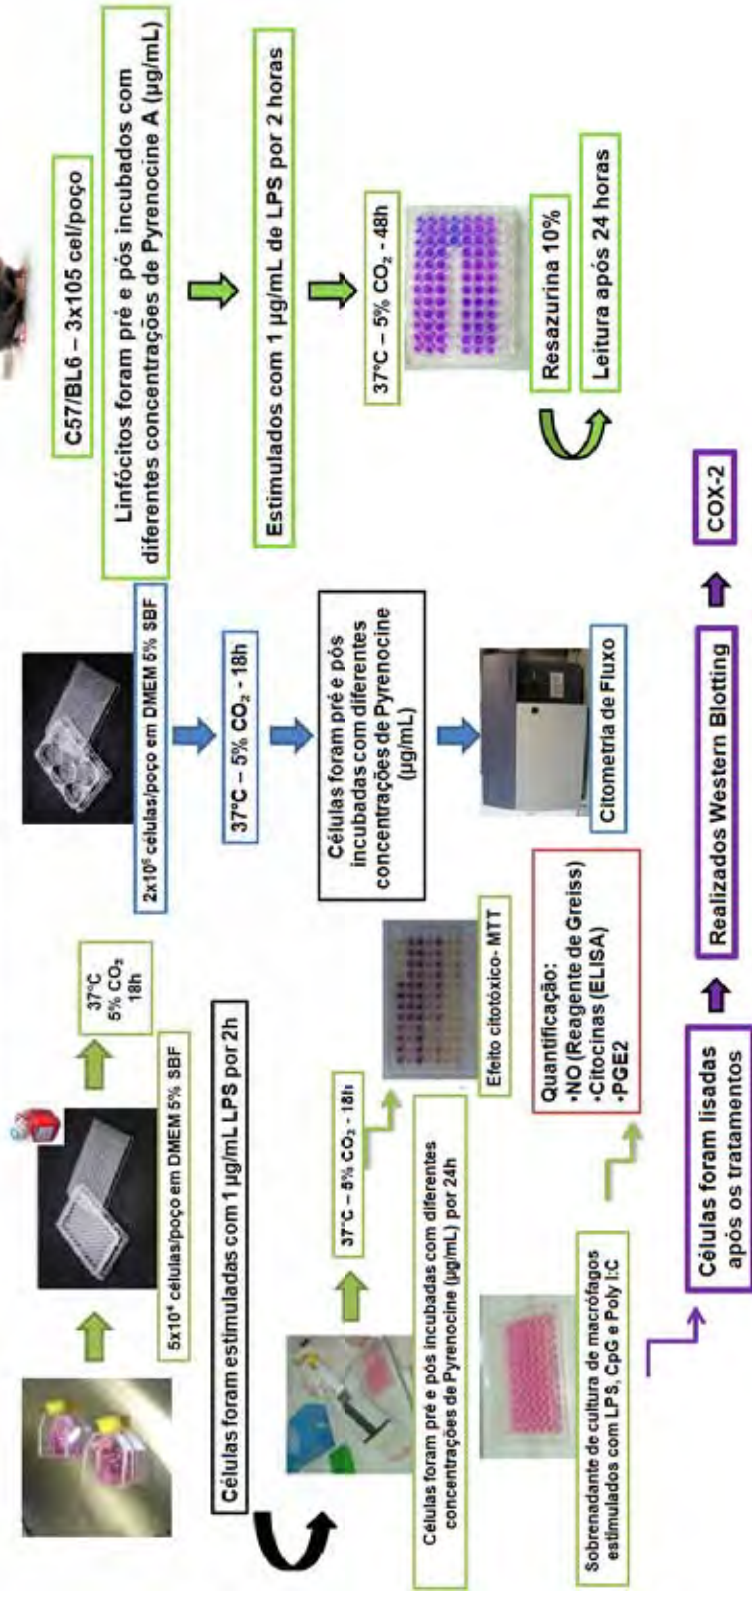 5x10⁴ células/poço em DMEM 5% SBF
37°C
5% CO₂
18h
Células foram estimuladas com 1 µg/mL LPS por 2h
Células foram pré e pós incubadas com diferentes
concentrações de Pyrenocine (µg/mL) por 24h
37°C – 5% CO₂ - 18h
Efeito citotóxico- MTT
Sobrenadante de cultura de macrófagos
estimulados com LPS, CpG e Poly I:C
Quantificação:
•NO (Reagente de Greiss)
•Citocinas (ELISA)
•PGE2
Células foram lisadas
após os tratamentos
Realizados Western Blotting
COX-2
2x10⁶ células/poço em DMEM 5% SBF
37°C – 5% CO₂ - 18h
Células foram pré e pós
incubadas com diferentes
concentrações de Pyrenocine
(µg/mL)
Citometria de Fluxo
C57/BL6 – 3x105 cel/poço
Linfócitos foram pré e pós incubados com
diferentes concentrações de Pyrenocine A (µg/mL)
Estimulados com 1 µg/mL de LPS por 2 horas
37°C – 5% CO₂ - 48h
Resazurina 10%
Leitura após 24 horas